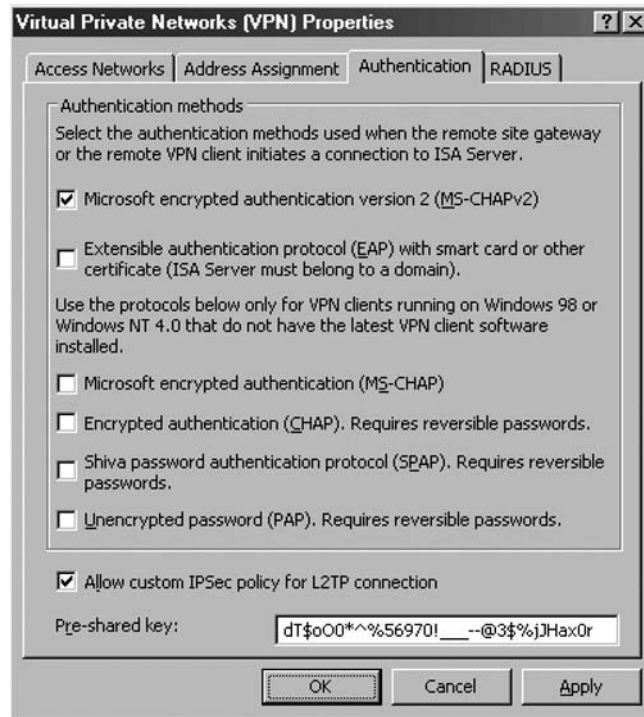 Virtual Private Networks (VPN) Properties
Access Networks Address Assignment Authentication RADIUS
Authentication methods
Select the authentication methods used when the remote site gateway
or the remote VPN client initiates a connection to ISA Server.
Microsoft encrypted authentication version 2 (MS-CHAPv2)
Extensible authentication protocol (EAP) with smart card or other
certificate (ISA Server must belong to a domain).
Use the protocols below only for VPN clients running on Windows 98 or
Windows NT 4.0 that do not have the latest VPN client software
installed.
Microsoft encrypted authentication (MS-CHAP)
Encrypted authentication (CHAP). Requires reversible passwords.
Shiva password authentication protocol (SPAP). Requires reversible
passwords.
Unencrypted password (PAP). Requires reversible passwords.
Allow custom IPSec policy for L2TP connection
Pre-shared key: dT$oO0*^%56970!___--@3$%jJHax0r
OK Cancel Apply